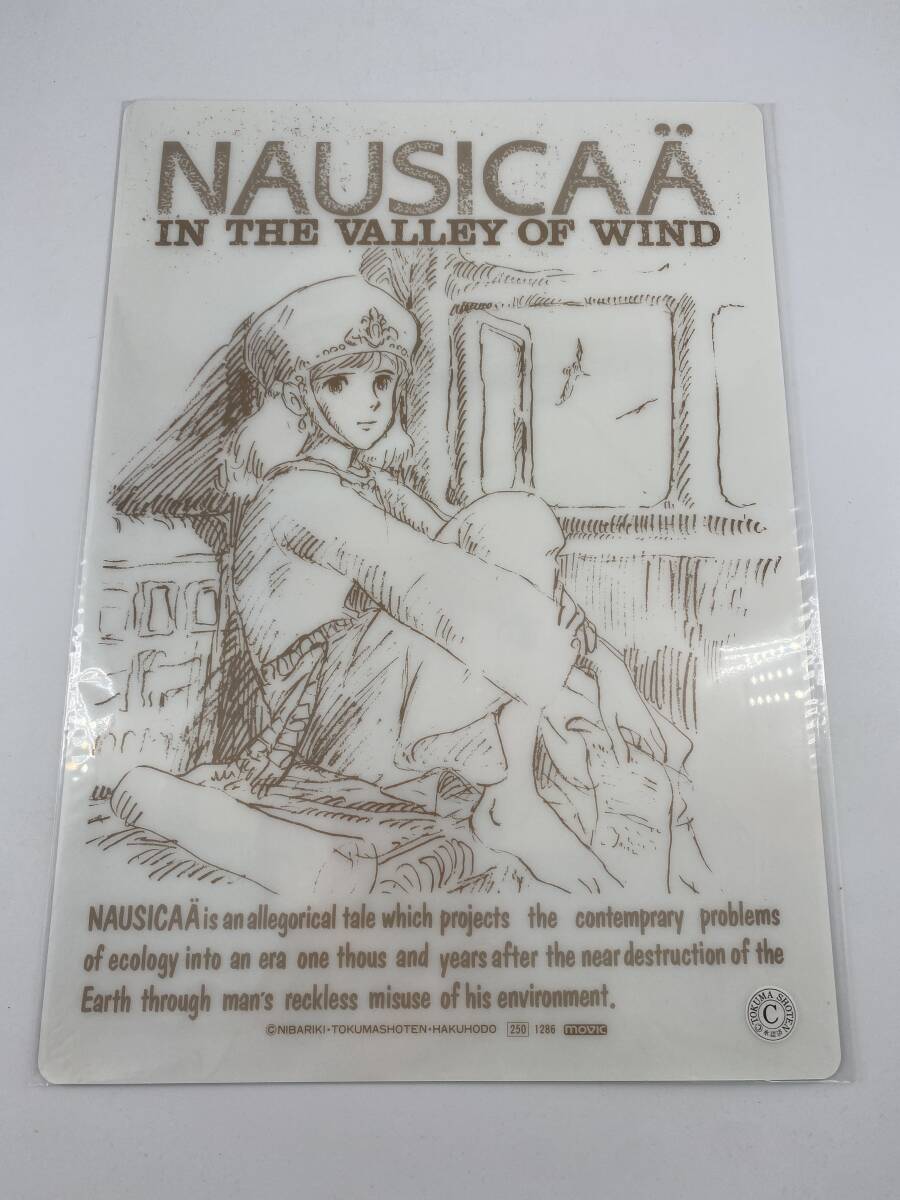 NAUSICAÄ
IN THE VALLEY OF WIND
NAUSICAÄ is an allegorical tale which projects the contemprary problems
of ecology into an era one thous and years after the near destruction of the
Earth through man's reckless misuse of his environment.
©NIBARIKI・TOKUMASHOTEN・HAKUHODO 250 1286 movic
©TOKUMA SHOTEN
C